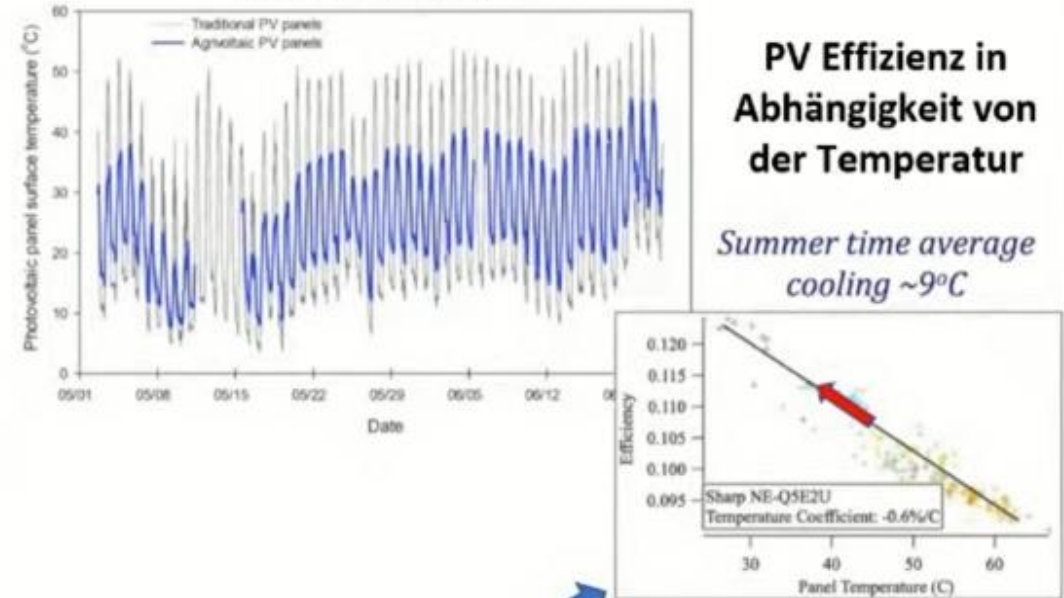 Photovoltaic panel surface temperature (°C)
60
50
40
30
20
10
0
Traditional PV panels
Agrivoltaic PV panels
05/01
05/08
05/15
05/22
05/29
06/05
06/12
Date
PV Effizienz in
Abhängigkeit von
der Temperatur
Summer time average
cooling ~9°C
Efficiency
0.120
0.115
0.110
0.105
0.100
0.095
Sharp NE-Q5E2U
Temperature Coefficient: -0.6%/C
30
40
50
60
Panel Temperature (C)